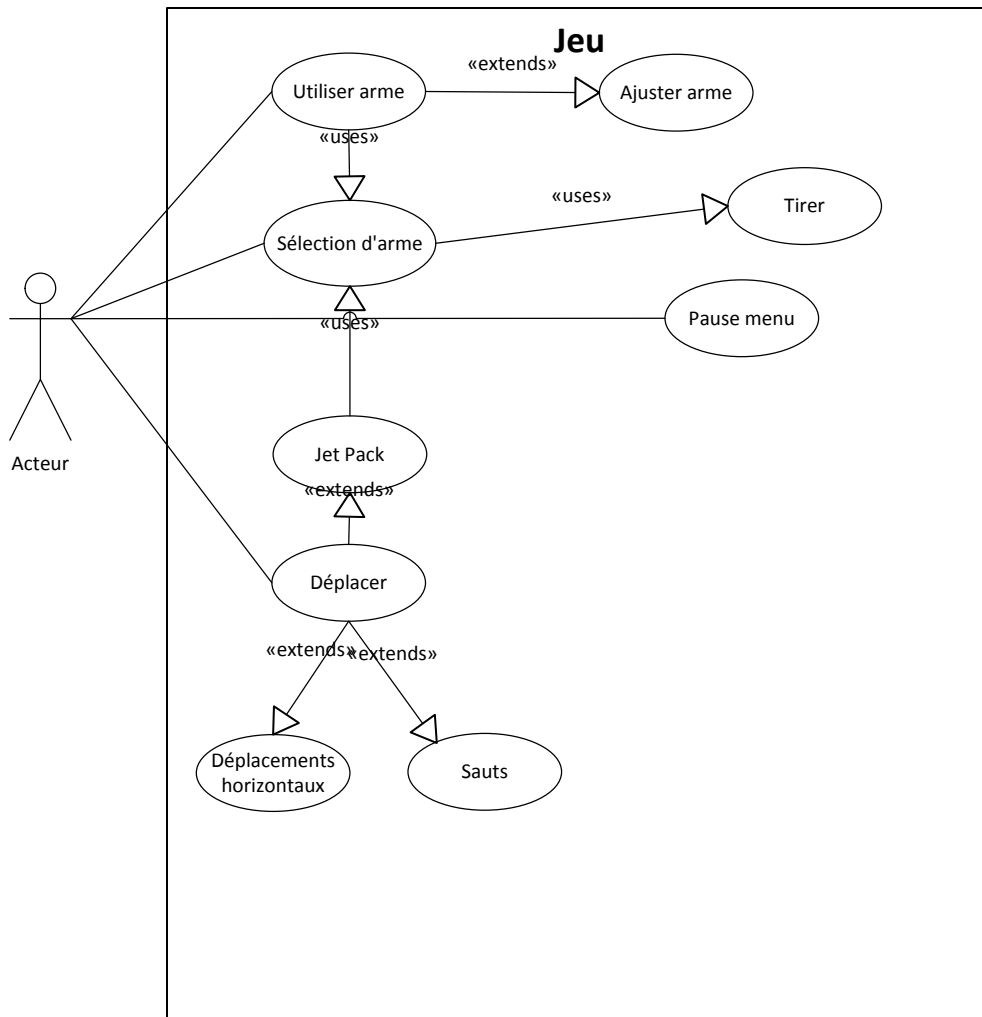 Jeu
«extends»
Utiliser arme
Ajuster arme
«uses»
«uses»
Tirer
Sélection d'arme
Pause menu
«uses»
Acteur
Jet Pack
«extends»
Déplacer
«extends»
«extends»
Déplacements
horizontaux
Sauts